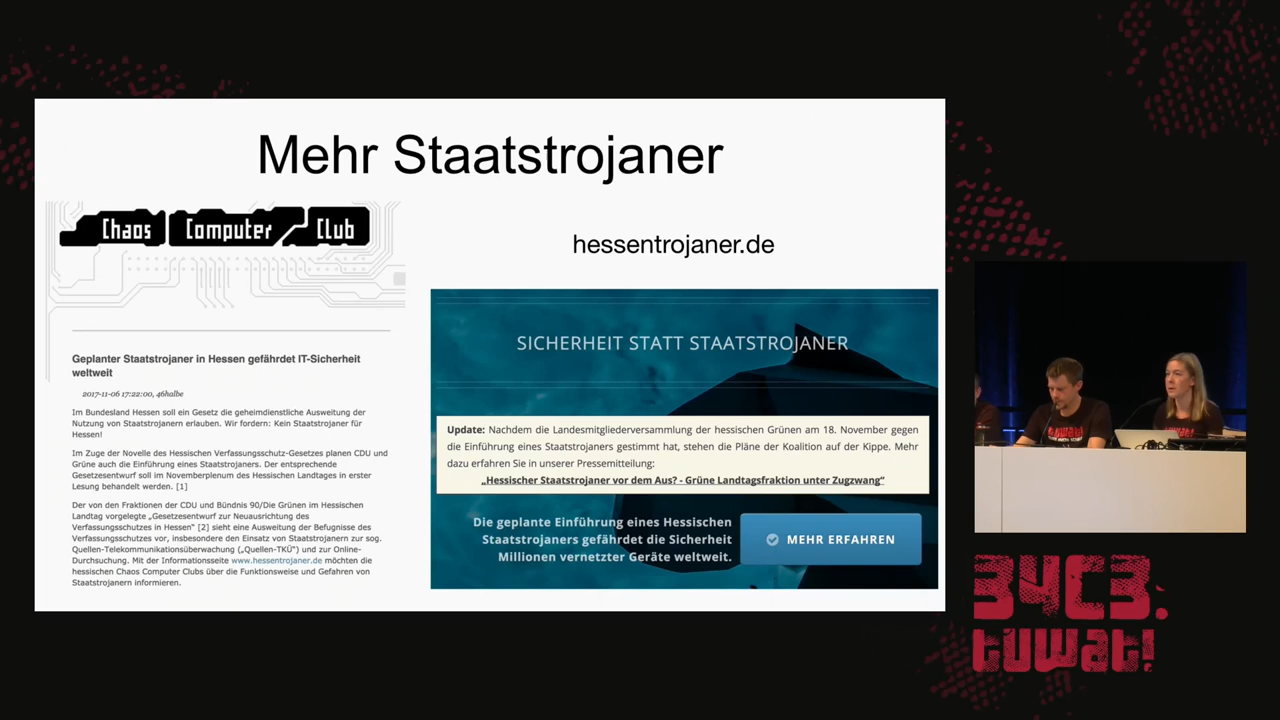 Mehr Staatstrojaner
Chaos Computer Club
Geplanter Staatstrojaner in Hessen gefährdet IT-Sicherheit
weltweit
2017-11-06 17:22:00, 46halbe
Im Bundesland Hessen soll ein Gesetz die geheimdienstliche Ausweitung der
Nutzung von Staatstrojanern erlauben. Wir fordern: Kein Staatstrojaner für
Hessen!
Im Zuge der Novelle des Hessischen Verfassungsschutz-Gesetzes planen CDU und
Grüne auch die Einführung eines Staatstrojaners. Der entsprechende
Gesetzesentwurf soll im Novemberplenum des Hessischen Landtages in erster
Lesung behandelt werden. [1]
Der von den Fraktionen der CDU und Bündnis 90/Die Grünen im Hessischen
Landtag vorgelegte „Gesetzesentwurf zur Neuausrichtung des
Verfassungsschutzes in Hessen“ [2] sieht eine Ausweitung der Befugnisse des
Verfassungsschutzes vor, insbesondere den Einsatz von Staatstrojanern zur sog.
Quellen-Telekommunikationsüberwachung („Quellen-TKÜ“) und zur Online-
Durchsuchung. Mit der Informationsseite www.hessentrojaner.de möchten die
hessischen Chaos Computer Clubs über die Funktionsweise und Gefahren von
Staatstrojanern informieren.
hessentrojaner.de
SICHERHEIT STATT STAATSTROJANER
Update: Nachdem die Landesmitgliederversammlung der hessischen Grünen am 18. November gegen
die Einführung eines Staatstrojaners gestimmt hat, stehen die Pläne der Koalition auf der Kippe. Mehr
dazu erfahren Sie in unserer Pressemitteilung:
„Hessischer Staatstrojaner vor dem Aus? - Grüne Landtagsfraktion unter Zugzwang“
Die geplante Einführung eines Hessischen
Staatstrojaners gefährdet die Sicherheit
Millionen vernetzter Geräte weltweit.
MEHR ERFAHREN
34C3.
tuwat!